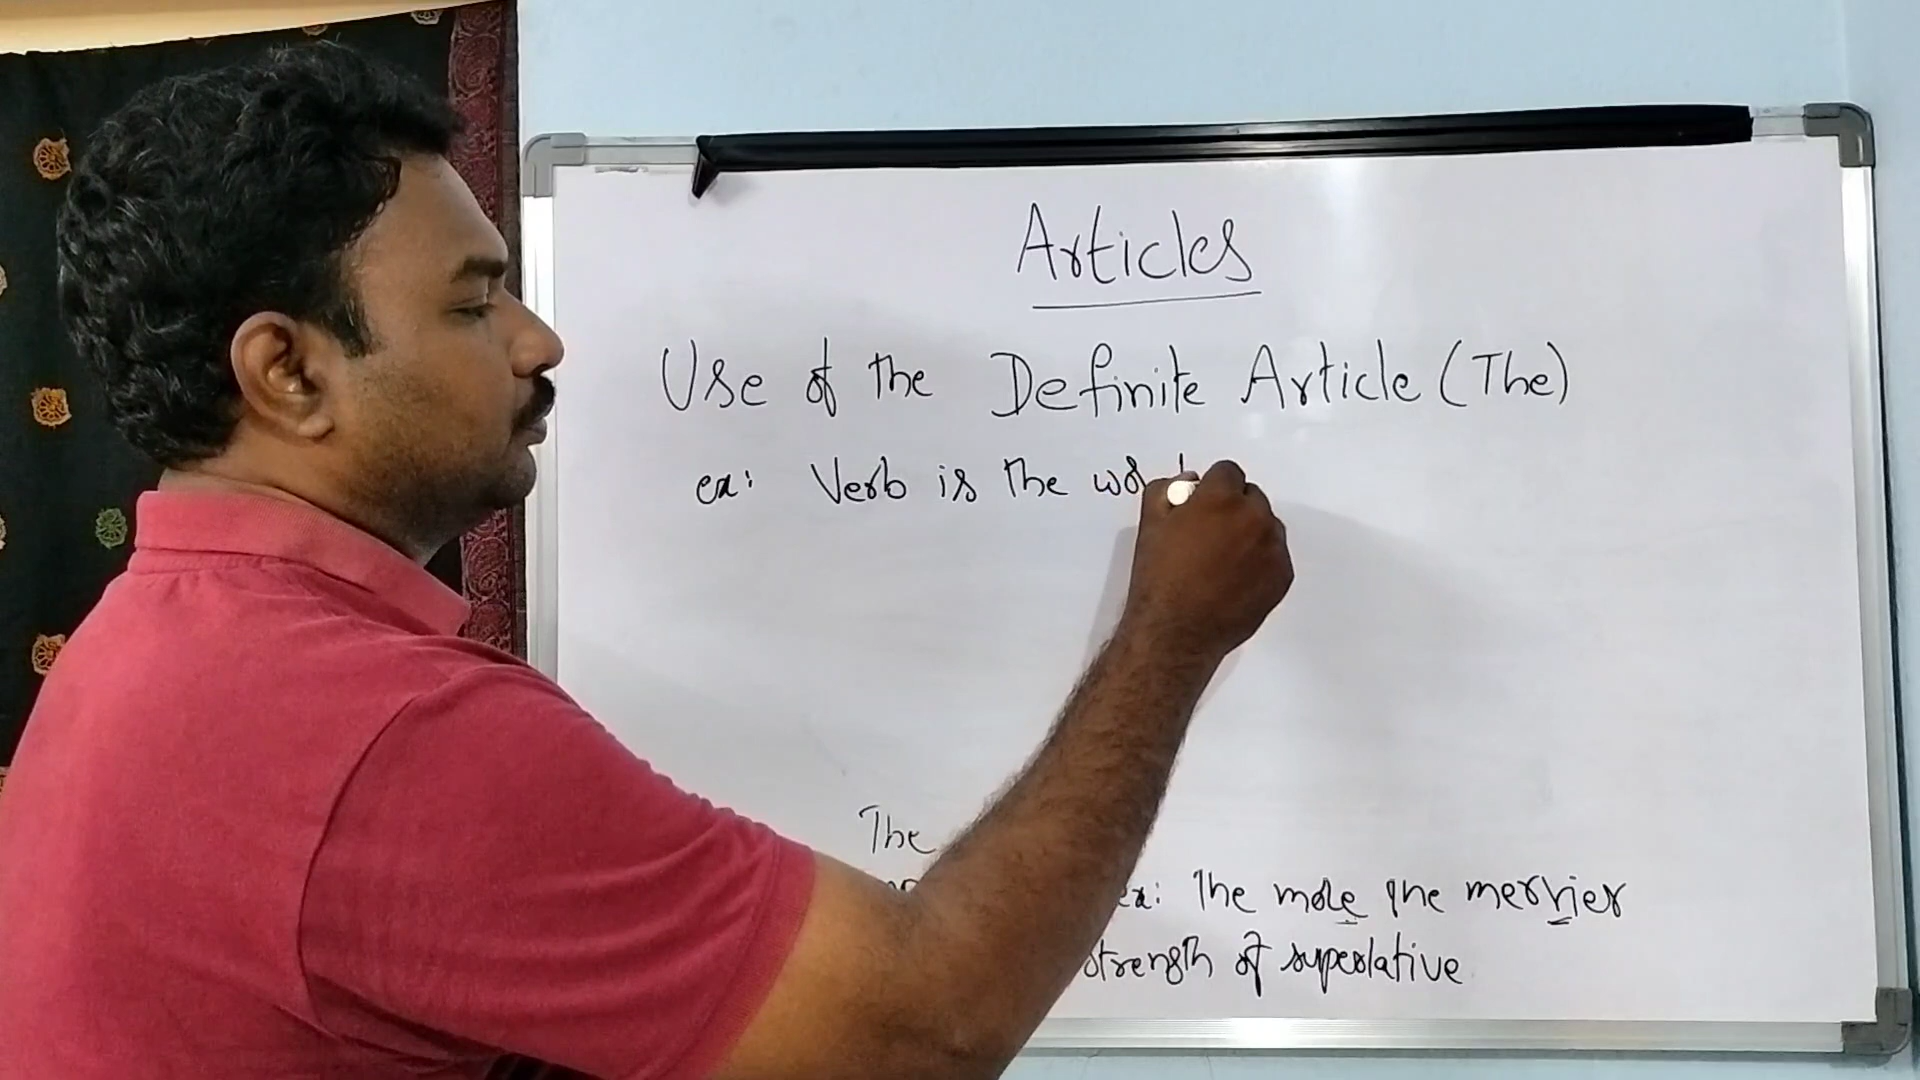 Articles
Use of the Definite Article (The)
ex: Verb is the
The
ex: The more the merrier
strength of superlative